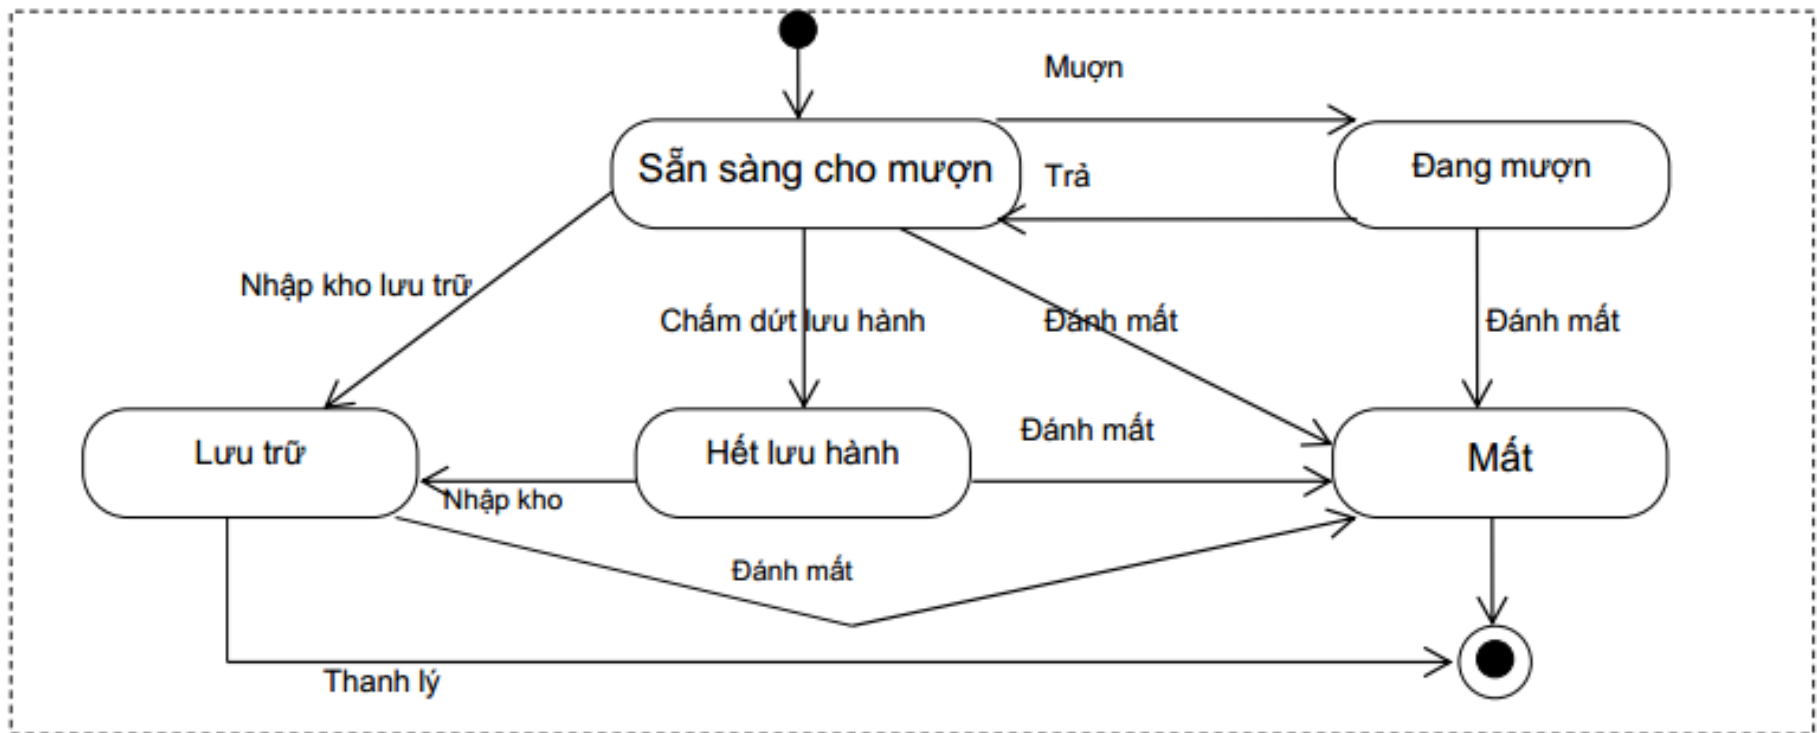 Muợn
Sẵn sàng cho mượn
Trả
Đang mượn
Nhập kho lưu trữ
Chấm dứt lưu hành
Đánh mất
Đánh mất
Lưu trữ
Hết lưu hành
Đánh mất
Mất
Nhập kho
Đánh mất
Thanh lý